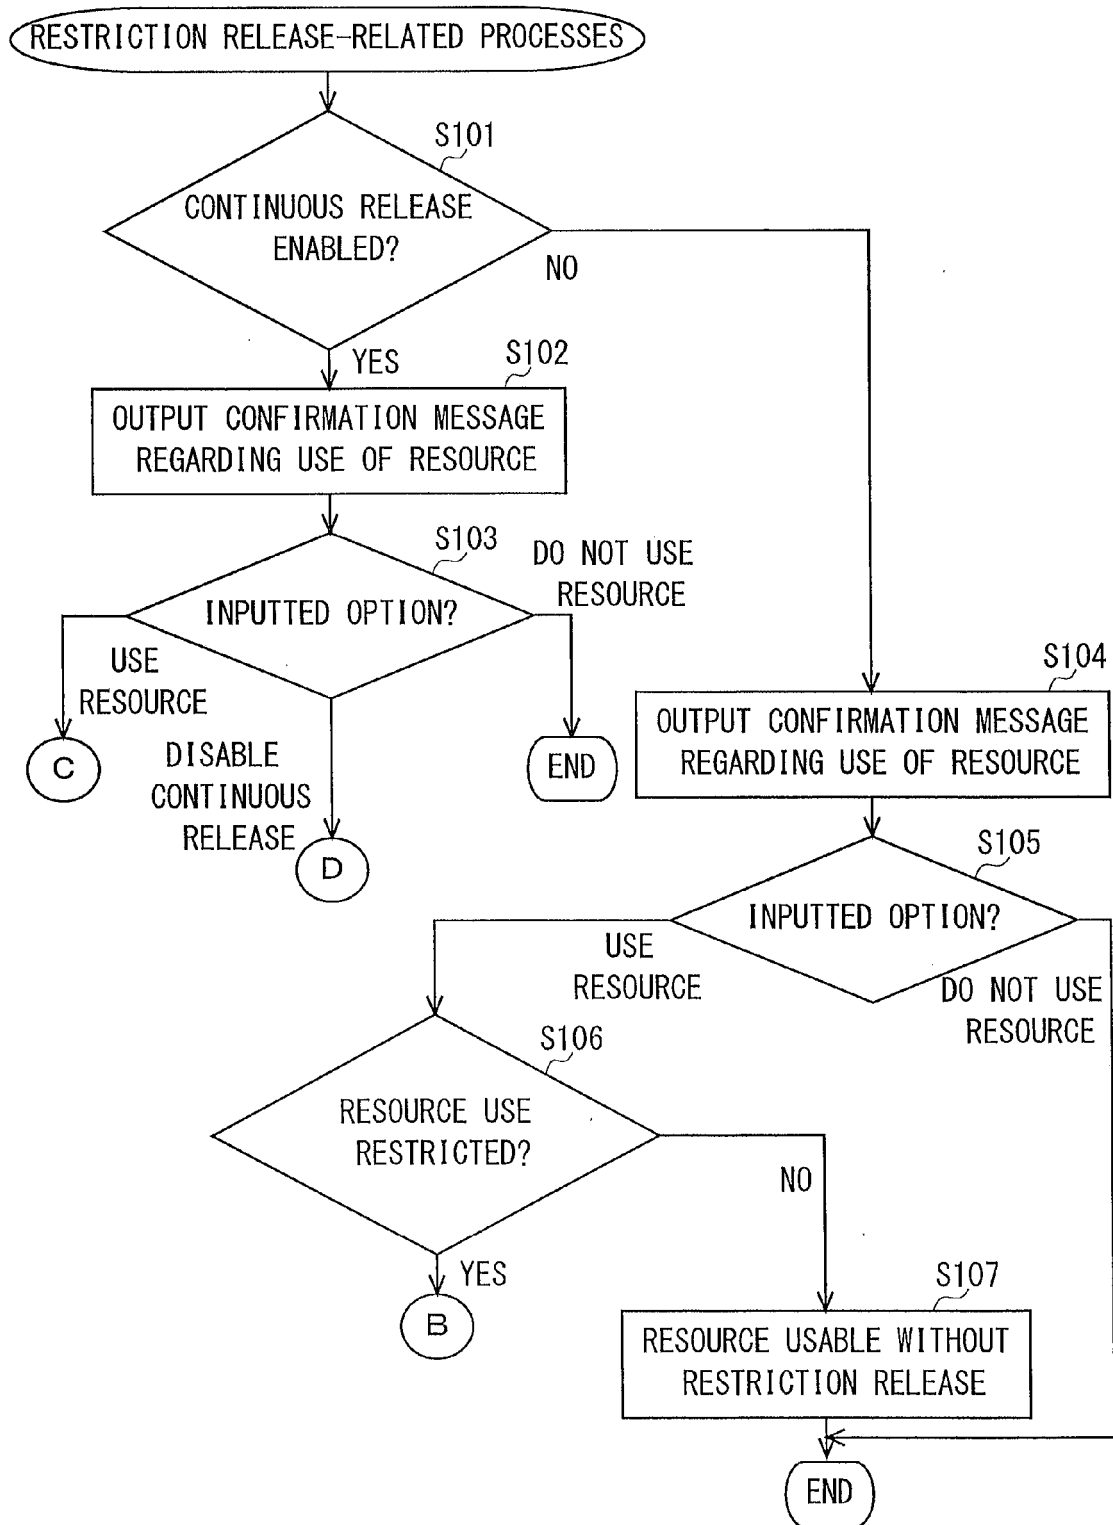 RESTRICTION RELEASE-RELATED PROCESSES
S101
CONTINUOUS RELEASE
ENABLED?
NO
YES
S102
OUTPUT CONFIRMATION MESSAGE
REGARDING USE OF RESOURCE
S103
INPUTTED OPTION?
DO NOT USE
RESOURCE
USE
RESOURCE
C
DISABLE
CONTINUOUS
RELEASE
D
END
S104
OUTPUT CONFIRMATION MESSAGE
REGARDING USE OF RESOURCE
S105
INPUTTED OPTION?
USE
RESOURCE
DO NOT USE
RESOURCE
S106
RESOURCE USE
RESTRICTED?
NO
YES
B
S107
RESOURCE USABLE WITHOUT
RESTRICTION RELEASE
END